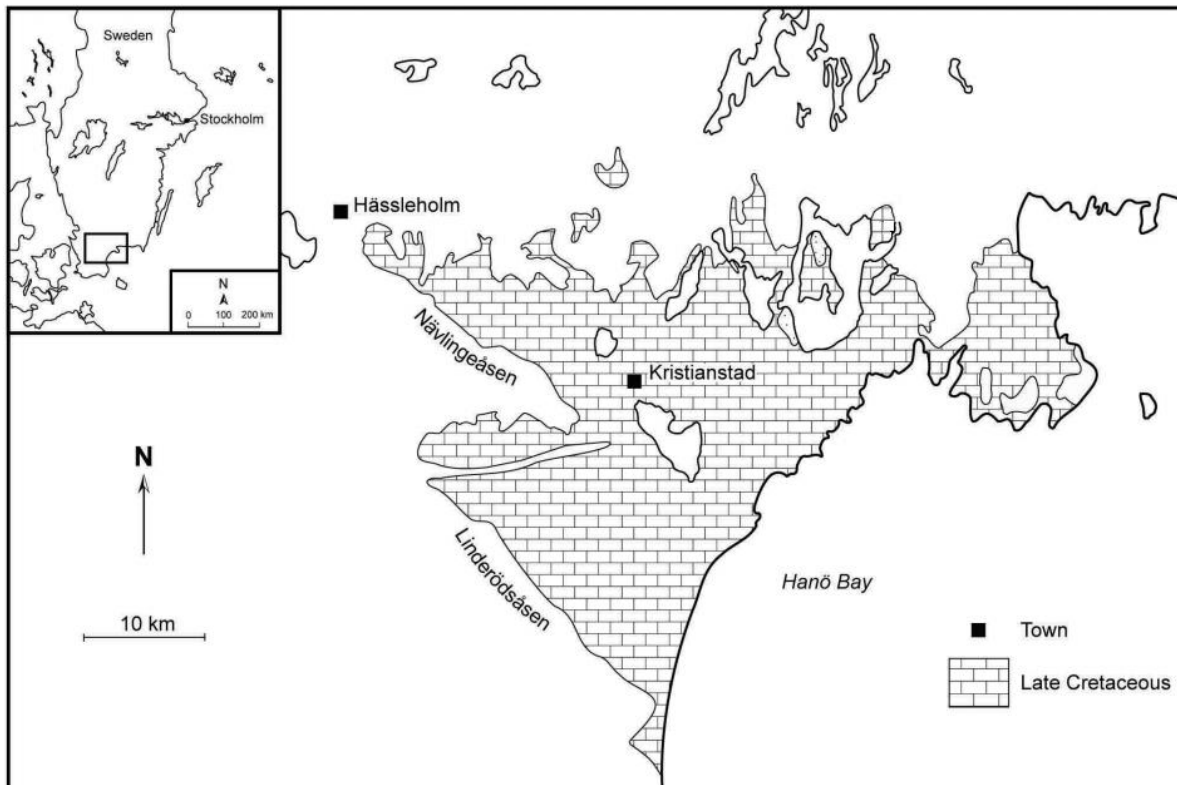 Sweden
Stockholm
N
0 100 200 km
Hässleholm
Nävlingeåsen
Kristianstad
N
Linderödsåsen
10 km
Hanö Bay
Town
Late Cretaceous